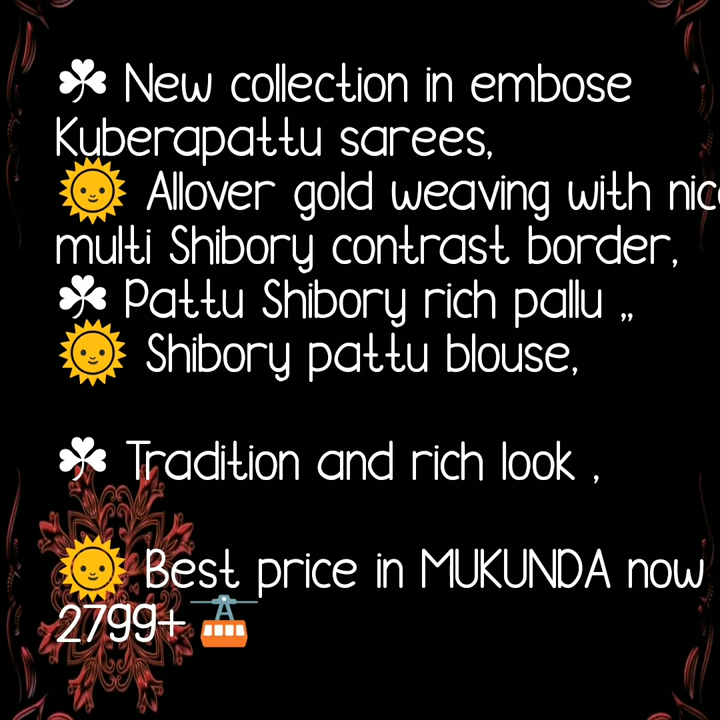 ☘ New collection in embose
Kuberapattu sarees,
🌞 Allover gold weaving with nic
multi Shibory contrast border,
☘ Pattu Shibory rich pallu ,,
🌞 Shibory pattu blouse,
☘ Tradition and rich look ,
🌞 Best price in MUKUNDA now
2799+ 🚡